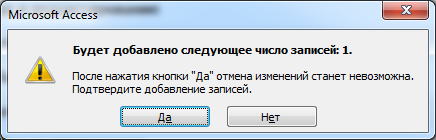 Microsoft Access
Будет добавлено следующее число записей: 1.
После нажатия кнопки "Да" отмена изменений станет невозможна.
Подтвердите добавление записей.
Да
Нет